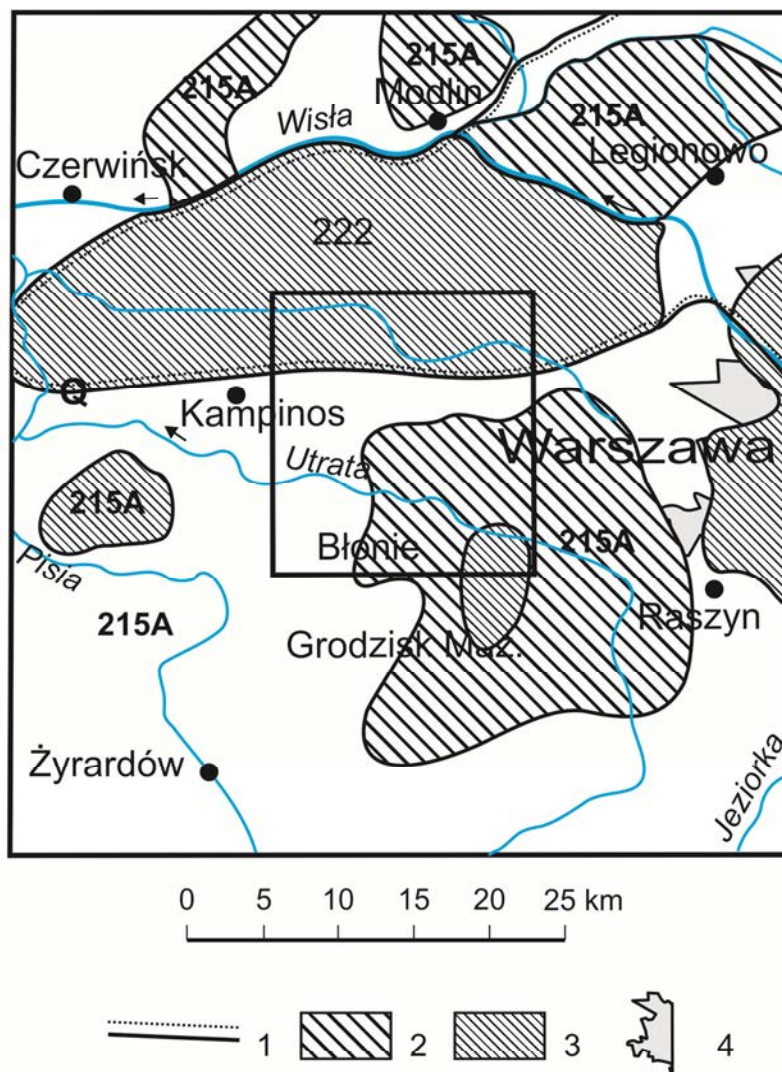 215A
215A
Modlin
Wisła
215A
Legionowo
Czerwińsk
222
Q
Kampinos
Warszawa
Utrata
215A
Błonie
215A
Pisia
215A
Raszyn
Grodzisk Maz.
Żyrardów
Jeziorka
0 5 10 15 20 25 km
1 2 3 4